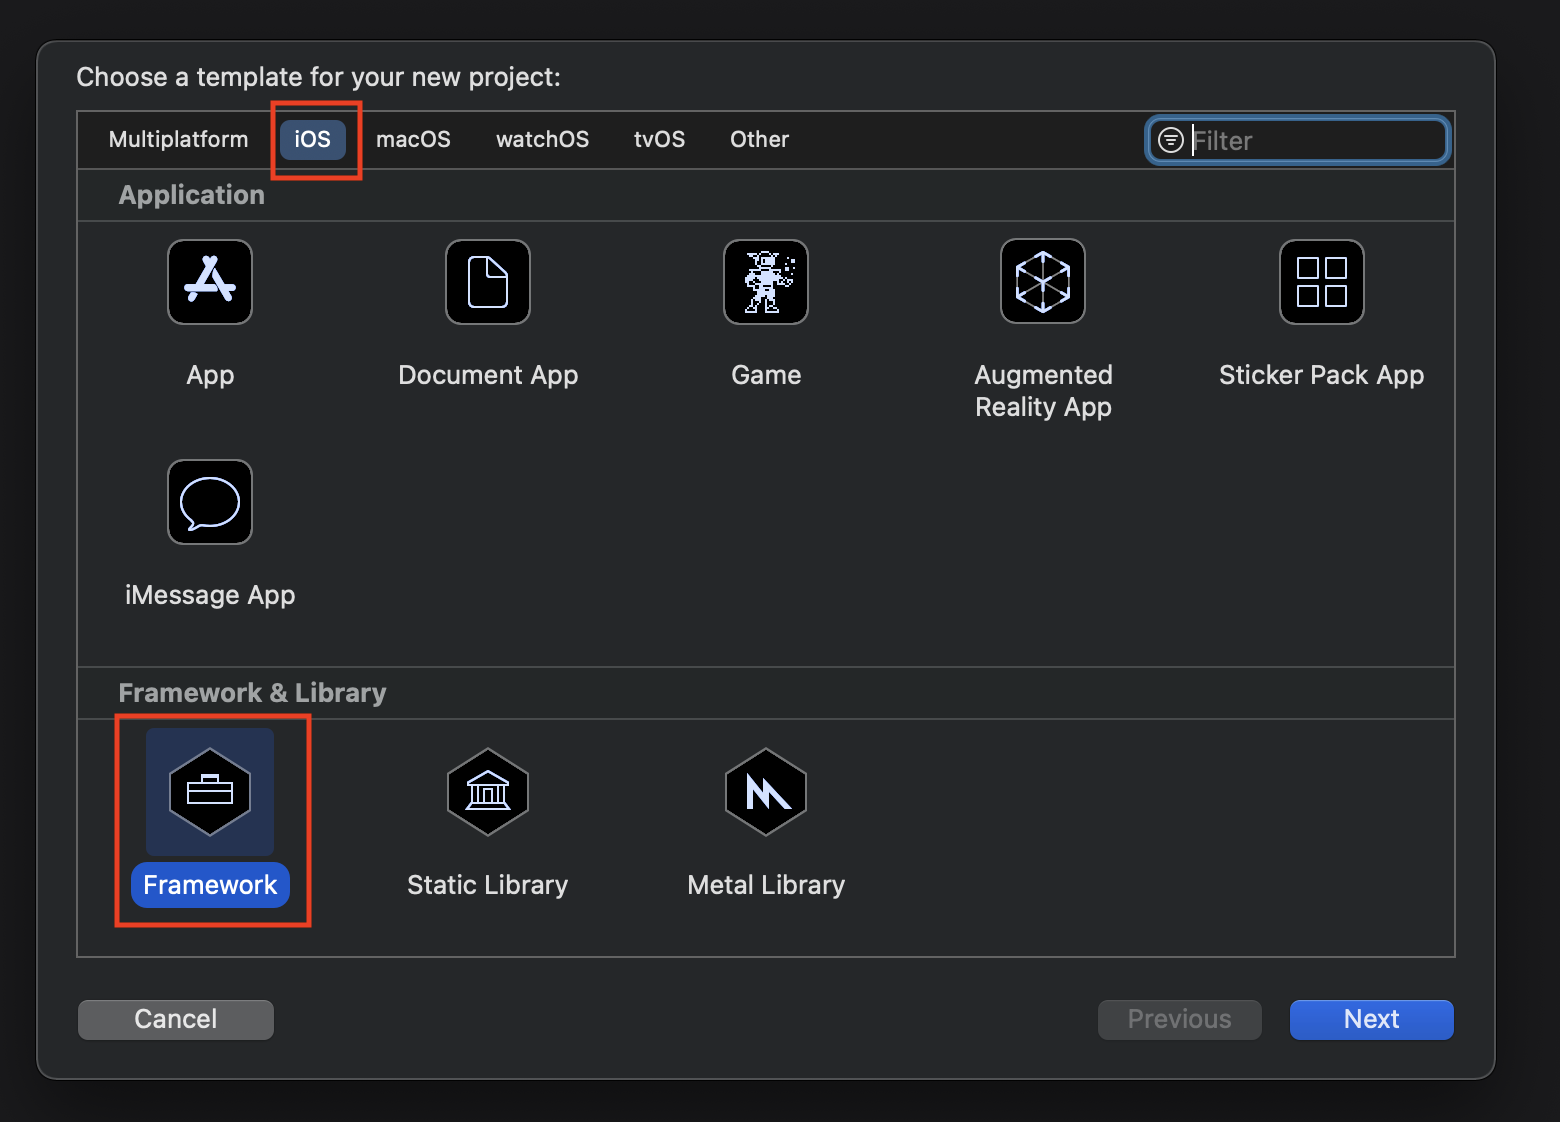 Choose a template for your new project:
Multiplatform iOS macOS watchOS tvOS Other Filter
Application
App Document App Game Augmented Sticker Pack App
Reality App
iMessage App
Framework & Library
Framework Static Library Metal Library
Cancel Previous Next